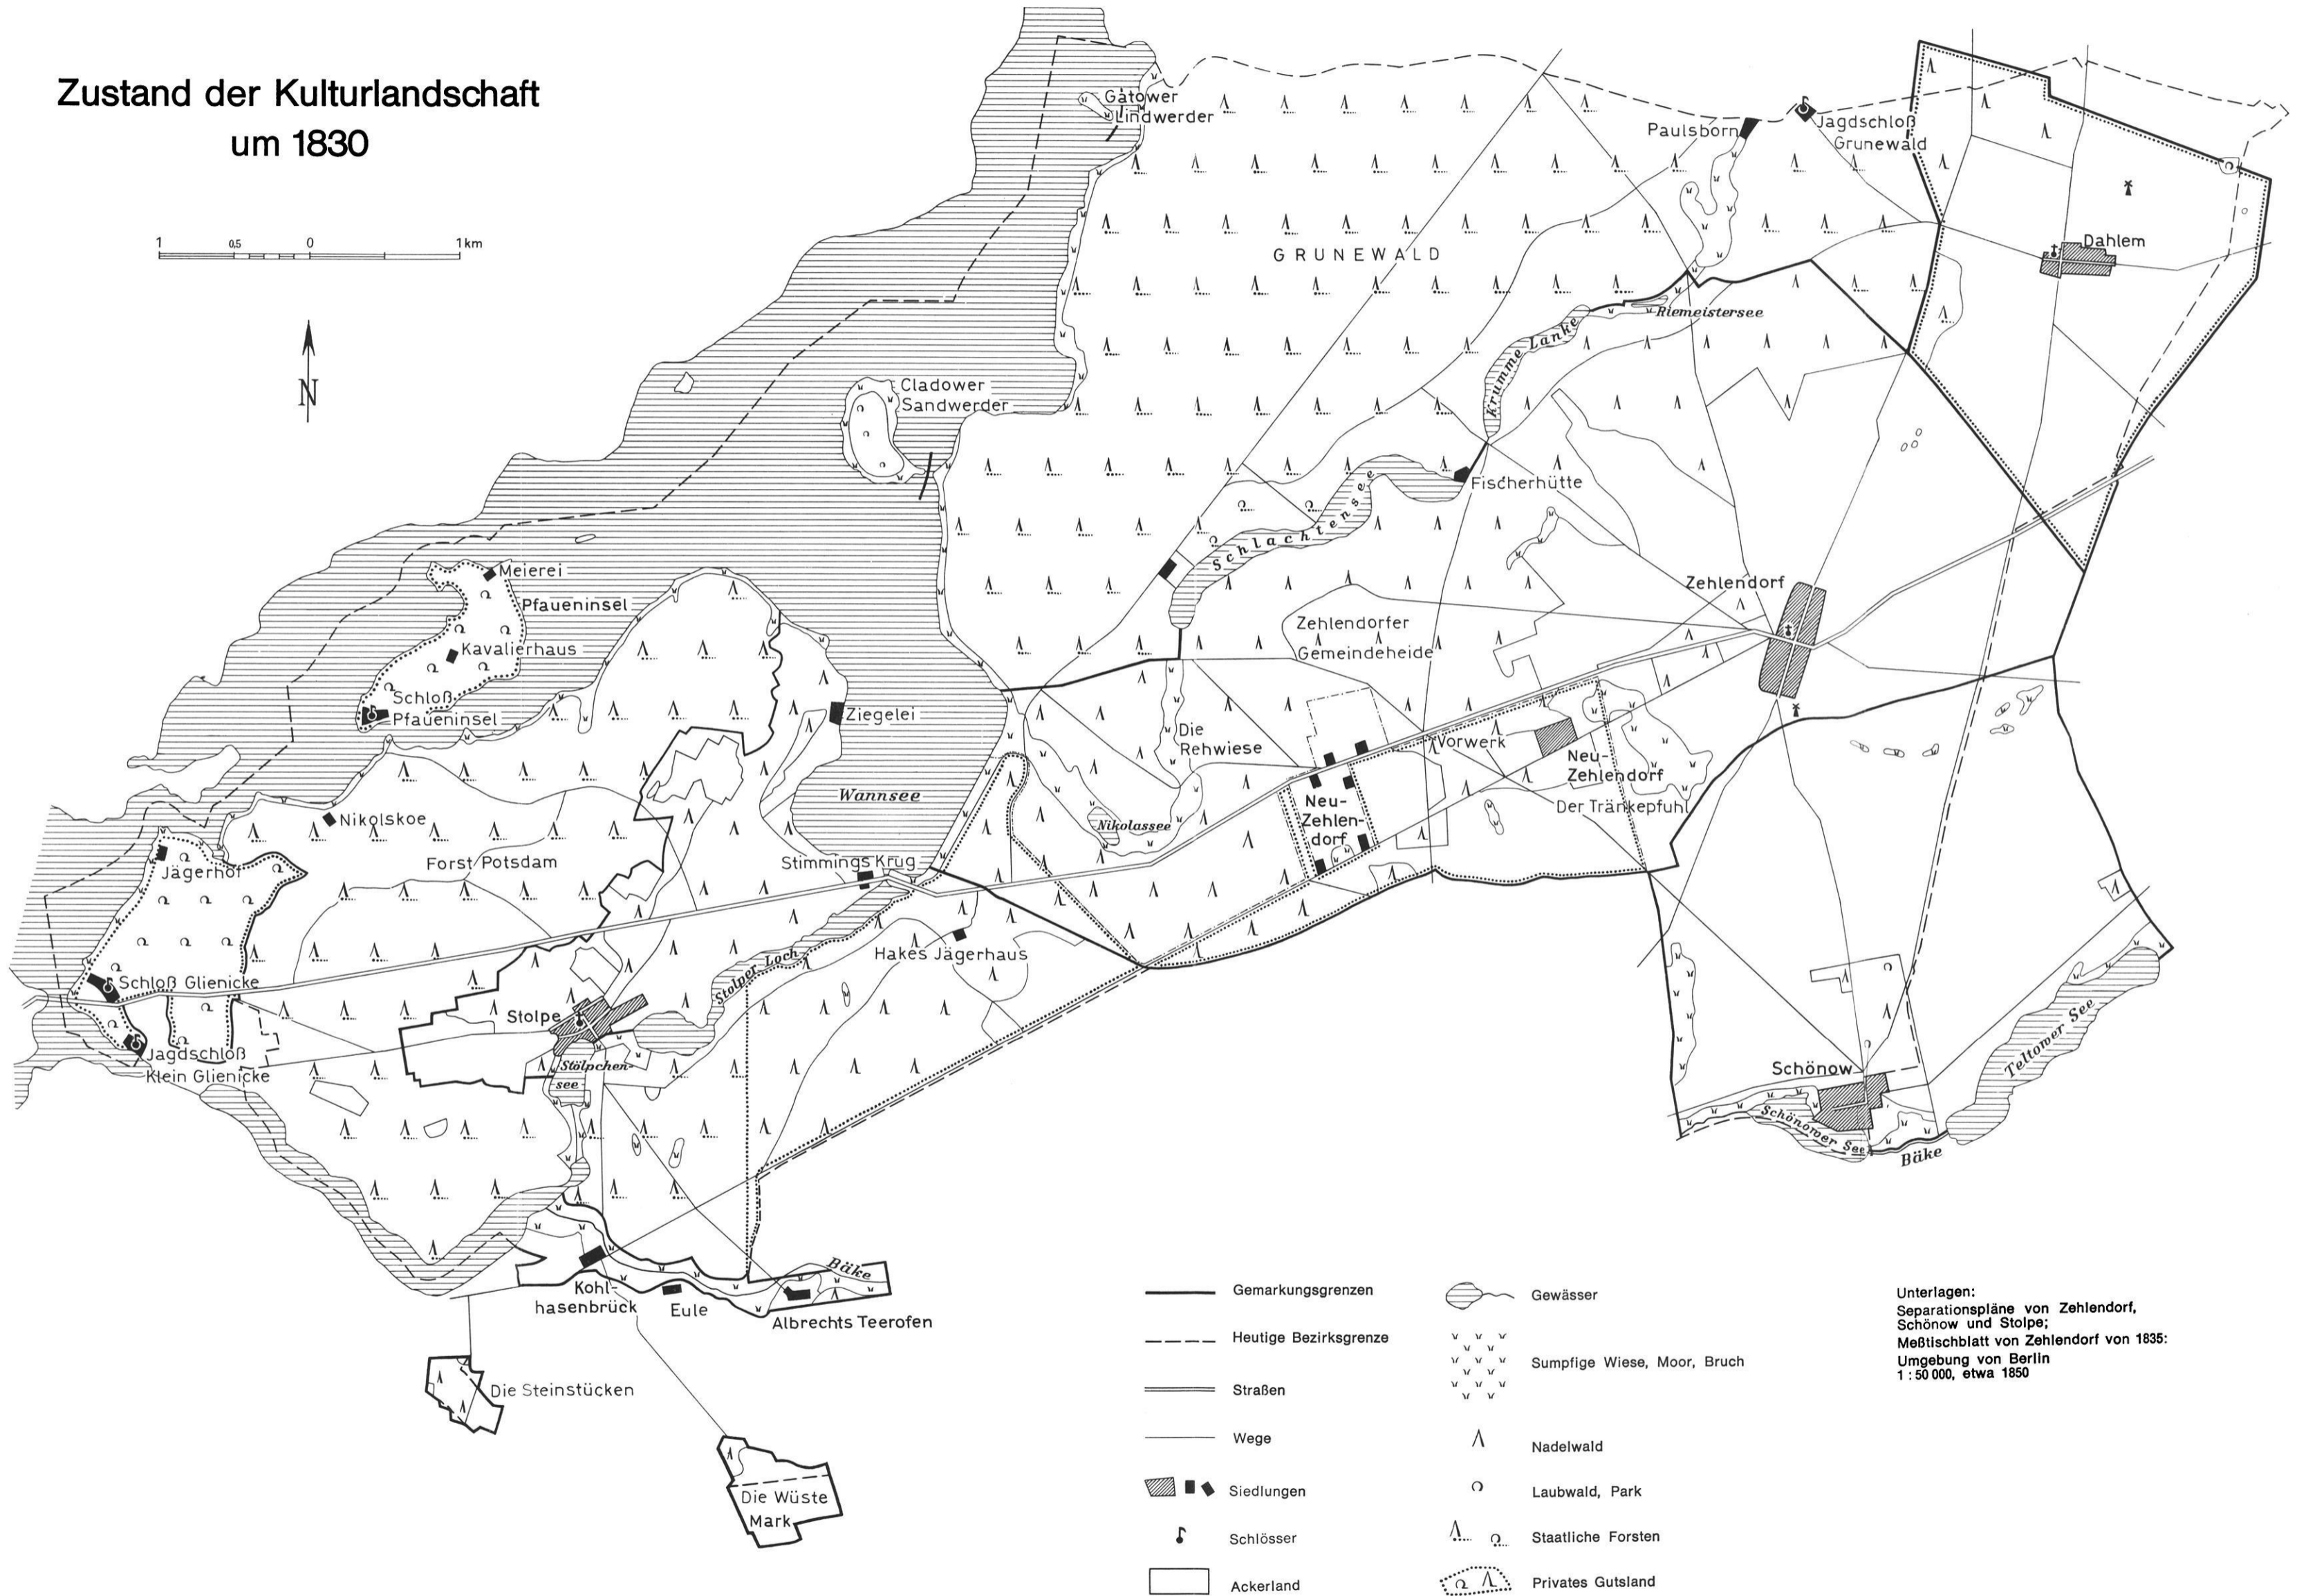 Zustand der Kulturlandschaft
um 1830
1
0,5
0
1 km
N
Gatower
Lindwerder
Paulsborn
Jagdschloß
Grunewald
GRUNEWALD
Dahlem
Riemeistersee
Krumme Lanke
Cladower
Sandwerder
Fischerhütte
Schlachtensee
Meierei
Pfaueninsel
Kavalierhaus
Schloß
Pfaueninsel
Zehlendorf
Zehlendorfer
Gemeindeheide
Ziegelei
Die
Rehwiese
Vorwerk
Neu-
Zehlendorf
Der Tränkepfuhl
Wannsee
Neu-
Zehlen-
dorf
Nikolassee
Nikolskoe
Stimmings Krug
Forst Potsdam
Jägerhof
Hakes Jägerhaus
Schloß Glienicke
Stolper Loch
Stolpe
Jagdschloß
Klein Glienicke
Stölpchen-
see
Teltower See
Schönow
Schönower See
Bäke
Bäke
Kohl-
hasenbrück
Eule
Albrechts Teerofen
Die Steinstücken
Die Wüste
Mark
Gemarkungsgrenzen
Heutige Bezirksgrenze
Straßen
Wege
Siedlungen
Schlösser
Ackerland
Gewässer
Sumpfige Wiese, Moor, Bruch
Nadelwald
Laubwald, Park
Staatliche Forsten
Privates Gutsland
Unterlagen:
Separationspläne von Zehlendorf,
Schönow und Stolpe;
Meßtischblatt von Zehlendorf von 1835:
Umgebung von Berlin
1 : 50 000, etwa 1850